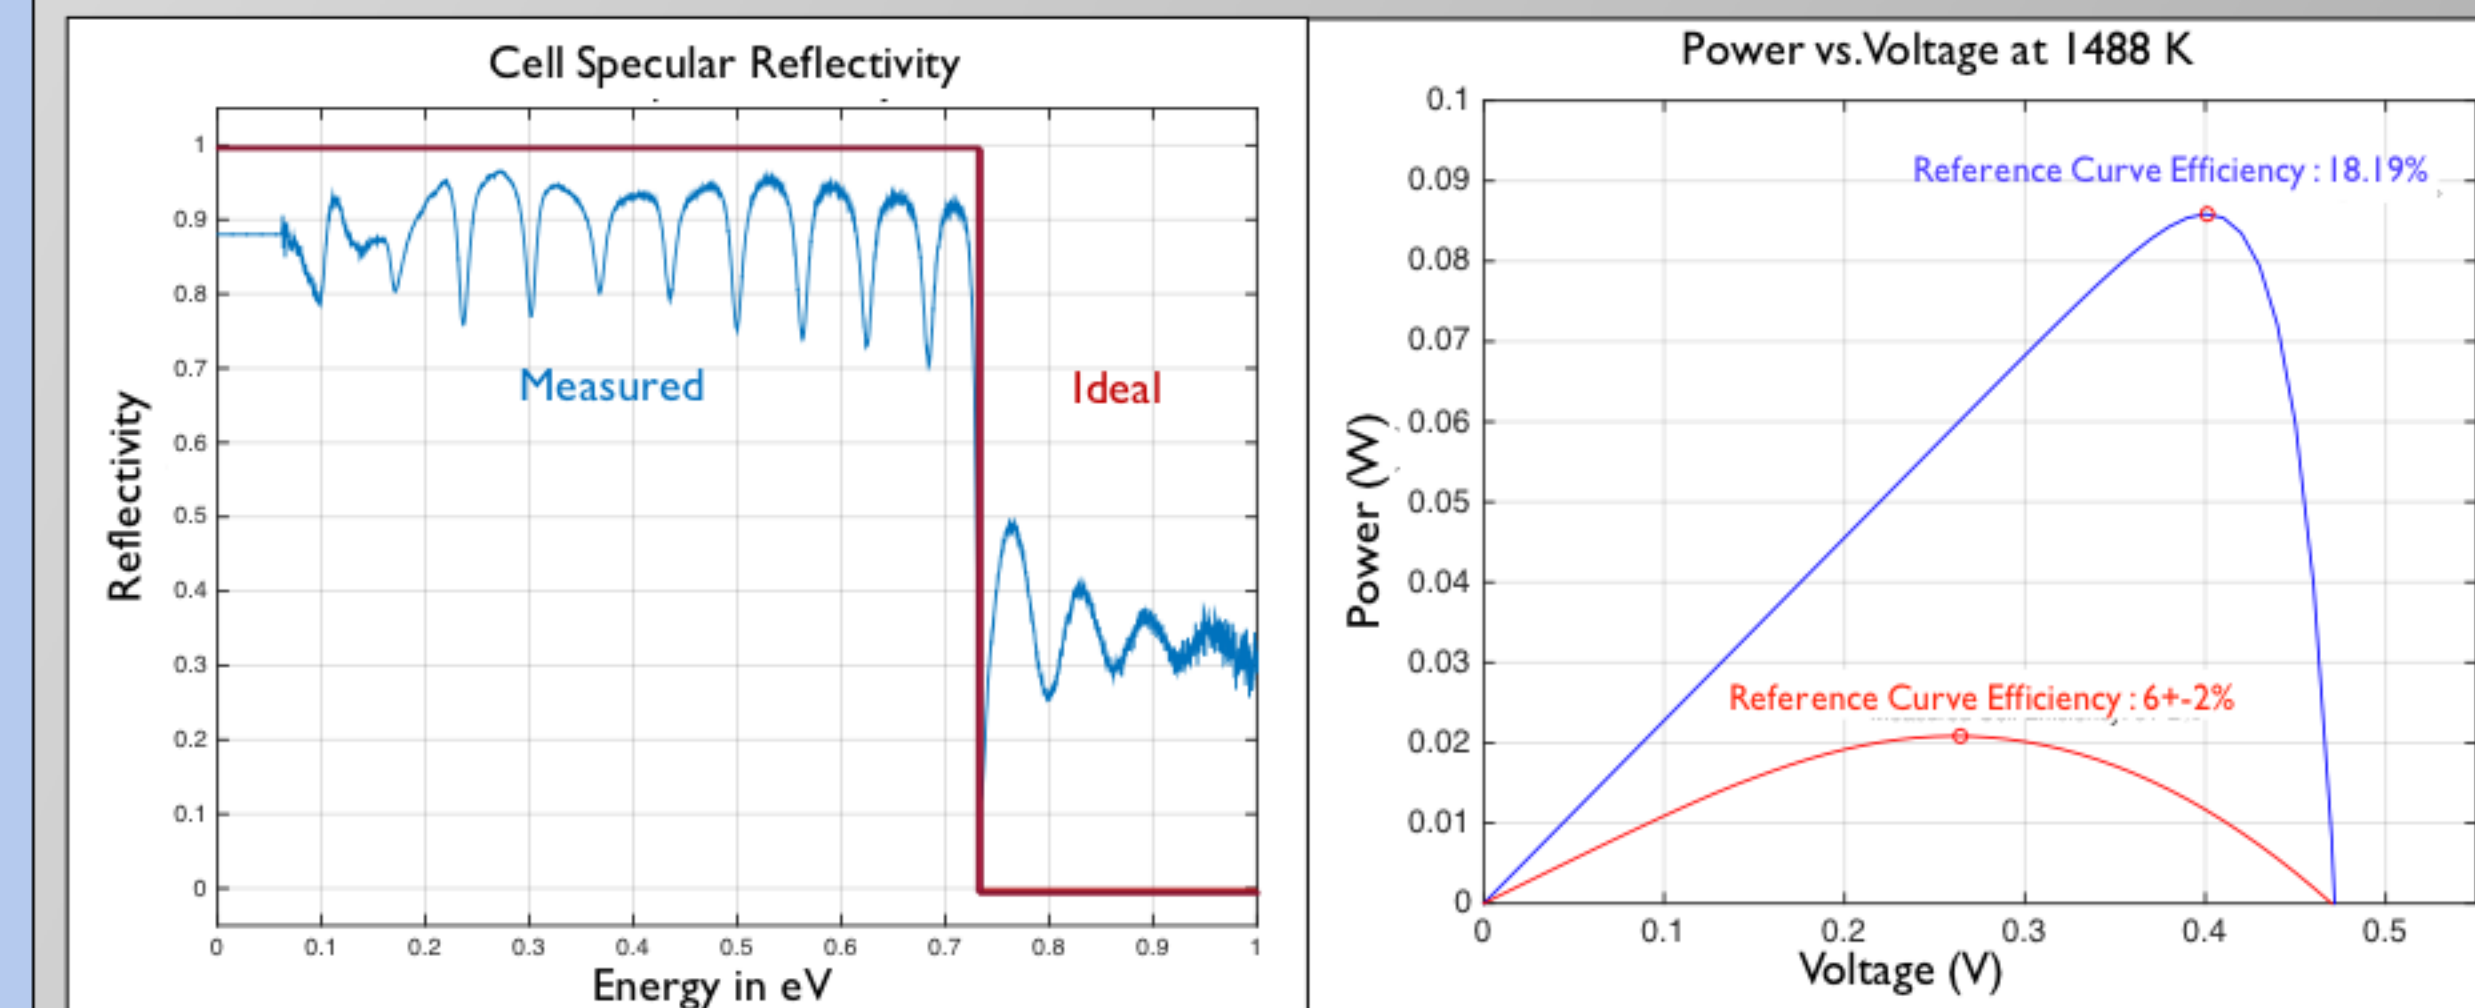 Cell Specular Reflectivity
1
0.9
0.8
0.7
0.6
0.5
0.4
0.3
0.2
0.1
0
Reflectivity
Measured
Ideal
0 0.1 0.2 0.3 0.4 0.5 0.6 0.7 0.8 0.9 1
Energy in eV
Power vs. Voltage at 1488 K
0.1
0.09
0.08
0.07
0.06
0.05
0.04
0.03
0.02
0.01
0
Power (W)
Reference Curve Efficiency : 18.19%
Reference Curve Efficiency : 6+-2%
0 0.1 0.2 0.3 0.4 0.5
Voltage (V)